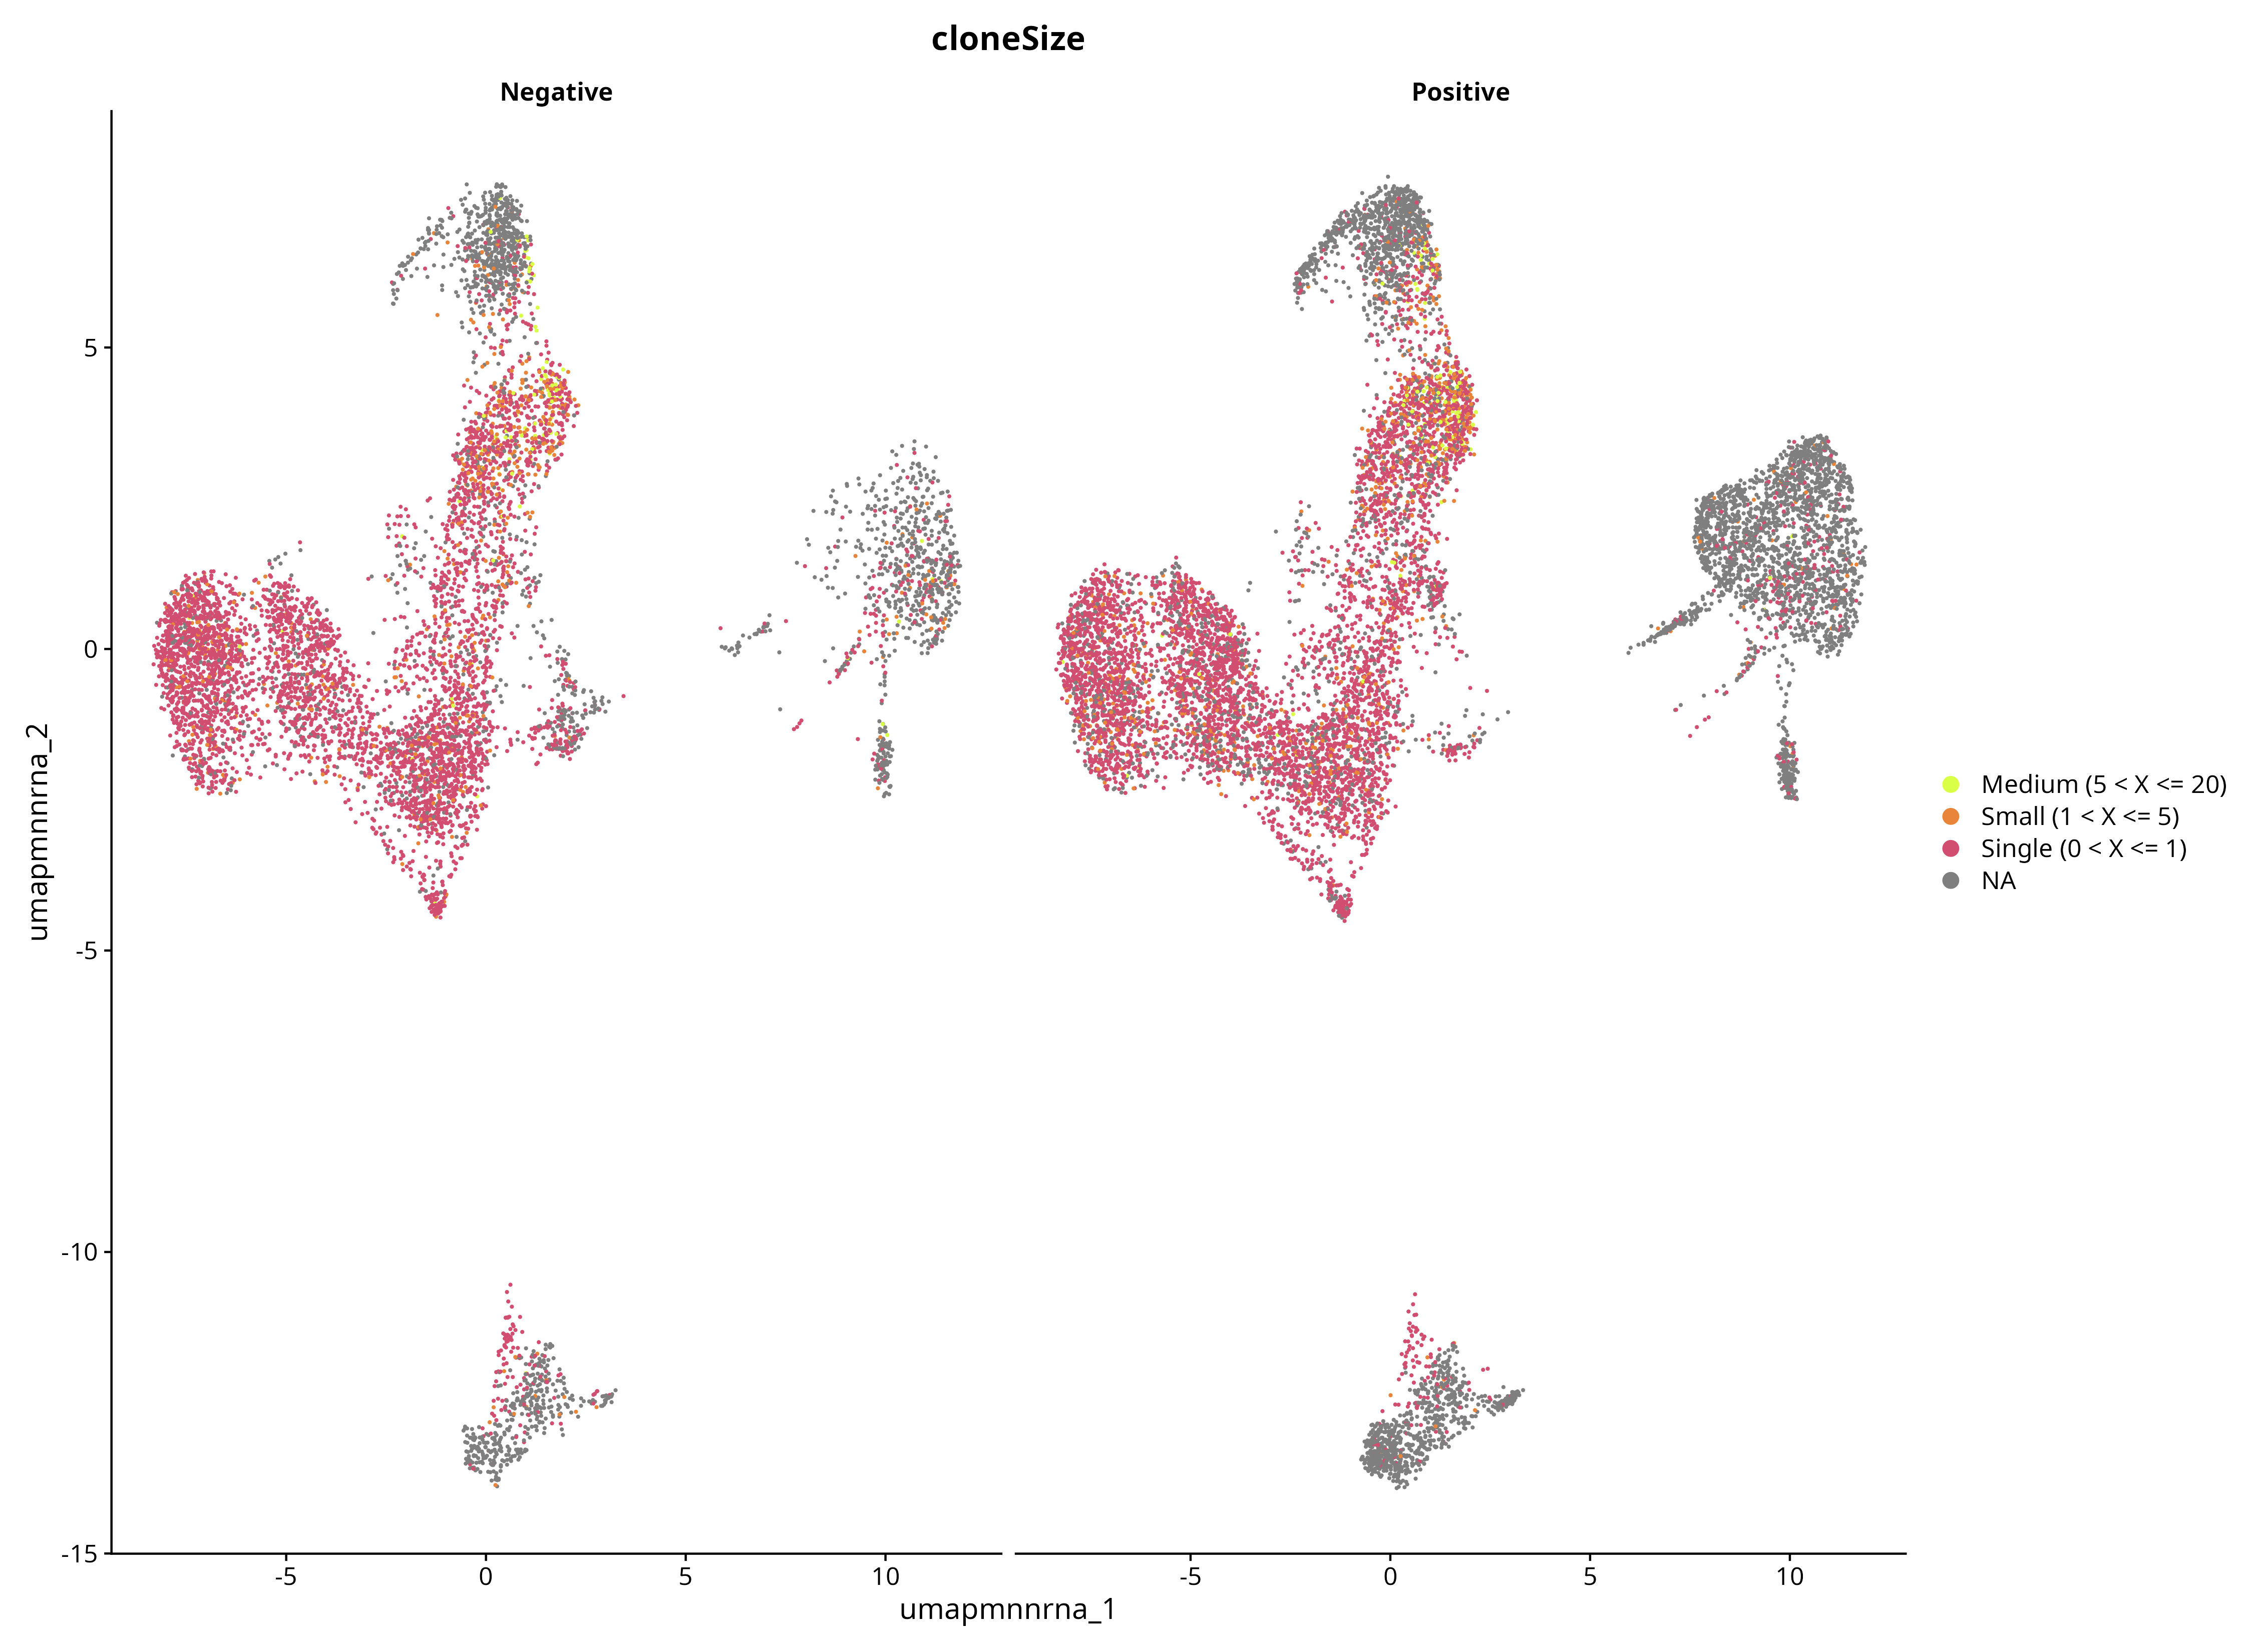 cloneSize
Negative
Positive
5
0
-5
-10
-15
umapmnnrna_2
-5
0
5
10
-5
0
5
10
umapmnnrna_1
Medium (5 < X <= 20)
Small (1 < X <= 5)
Single (0 < X <= 1)
NA